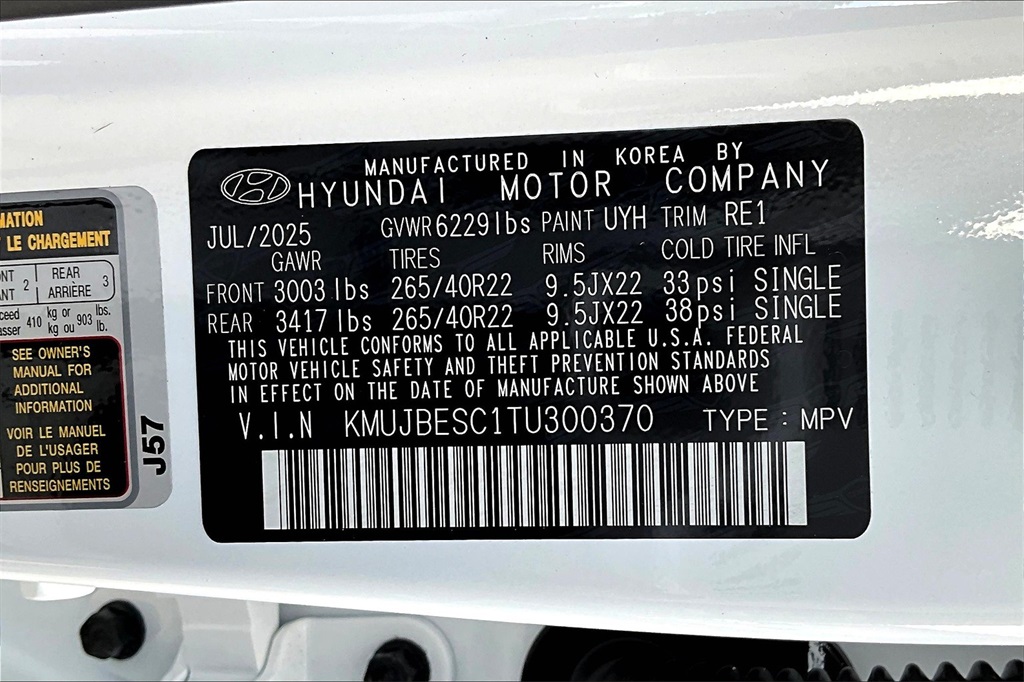 MANUFACTURED IN KOREA BY
HYUNDAI MOTOR COMPANY
JUL/2025 GVWR 6229 lbs PAINT UYH TRIM RE1
GAWR TIRES RIMS COLD TIRE INFL
FRONT 3003 lbs 265/40R22 9.5JX22 33psi SINGLE
REAR 3417 lbs 265/40R22 9.5JX22 38psi SINGLE
THIS VEHICLE CONFORMS TO ALL APPLICABLE U.S.A. FEDERAL
MOTOR VEHICLE SAFETY AND THEFT PREVENTION STANDARDS
IN EFFECT ON THE DATE OF MANUFACTURE SHOWN ABOVE
V.I.N KMUJBESC1TU300370 TYPE : MPV
LE CHARGEMENT
2 REAR
ARRIÈRE 3
410 kg or kg ou 903 lbs. lb.
SEE OWNER'S
MANUAL FOR
ADDITIONAL
INFORMATION
VOIR LE MANUEL
DE L'USAGER
POUR PLUS DE
RENSEIGNEMENTS
J57